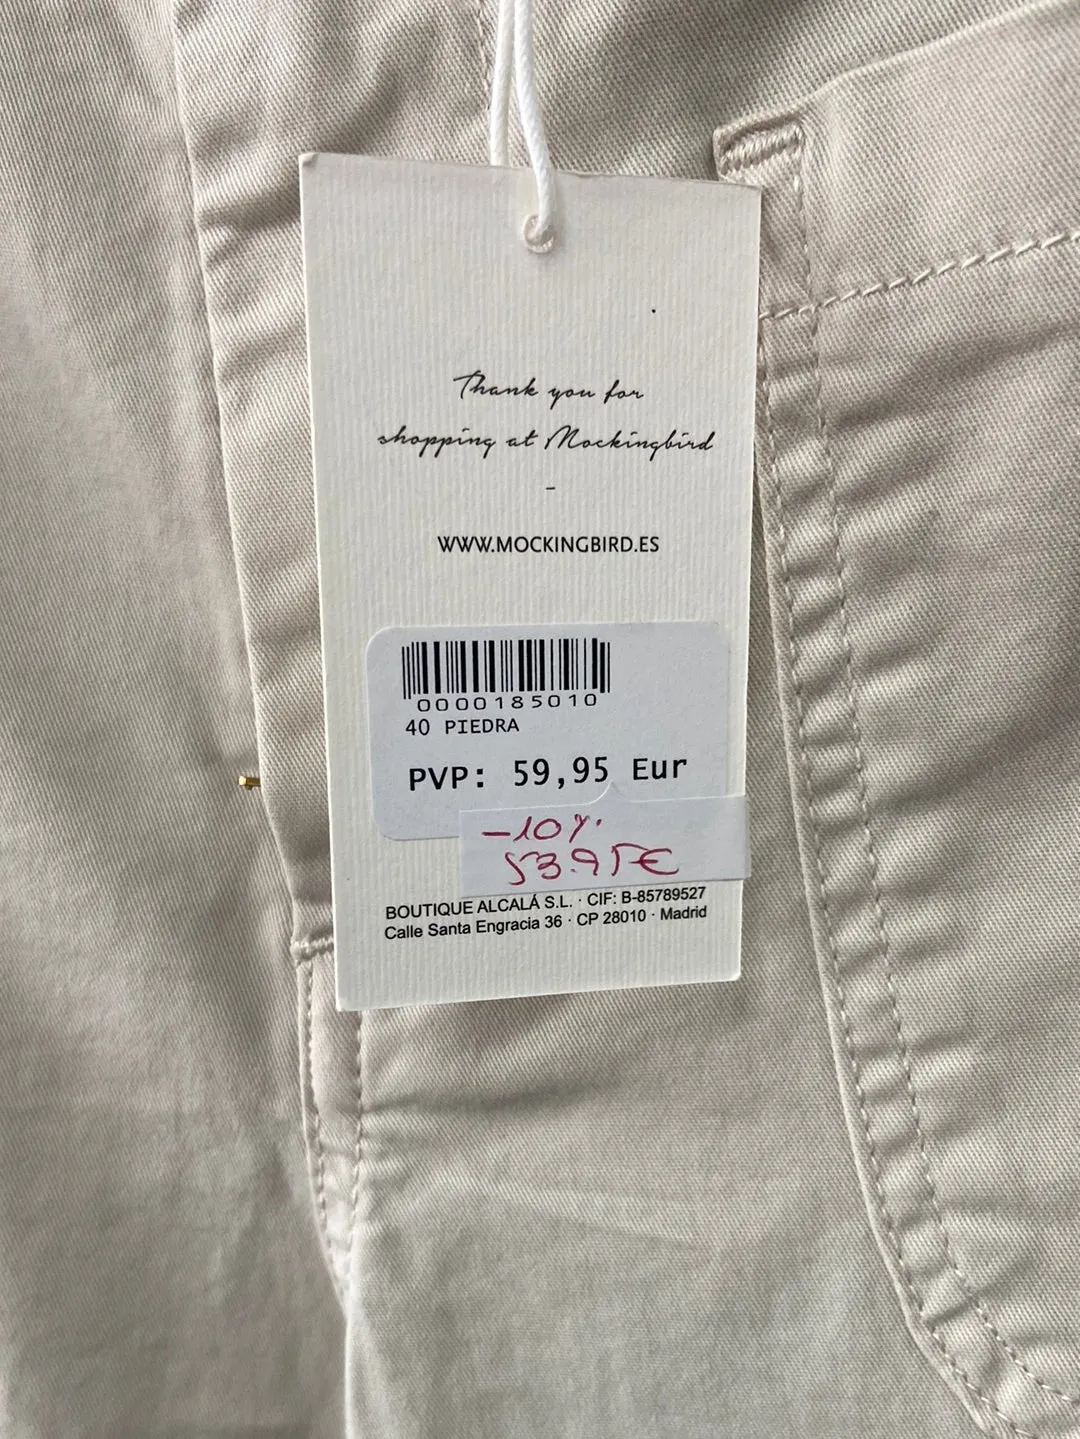 Thank you for
shopping at Mockingbird
-
WWW.MOCKINGBIRD.ES
0000185010
40 PIEDRA
PVP: 59,95 Eur
-10%
53.95€
BOUTIQUE ALCALÁ S.L. · CIF: B-85789527
Calle Santa Engracia 36 · CP 28010 · Madrid